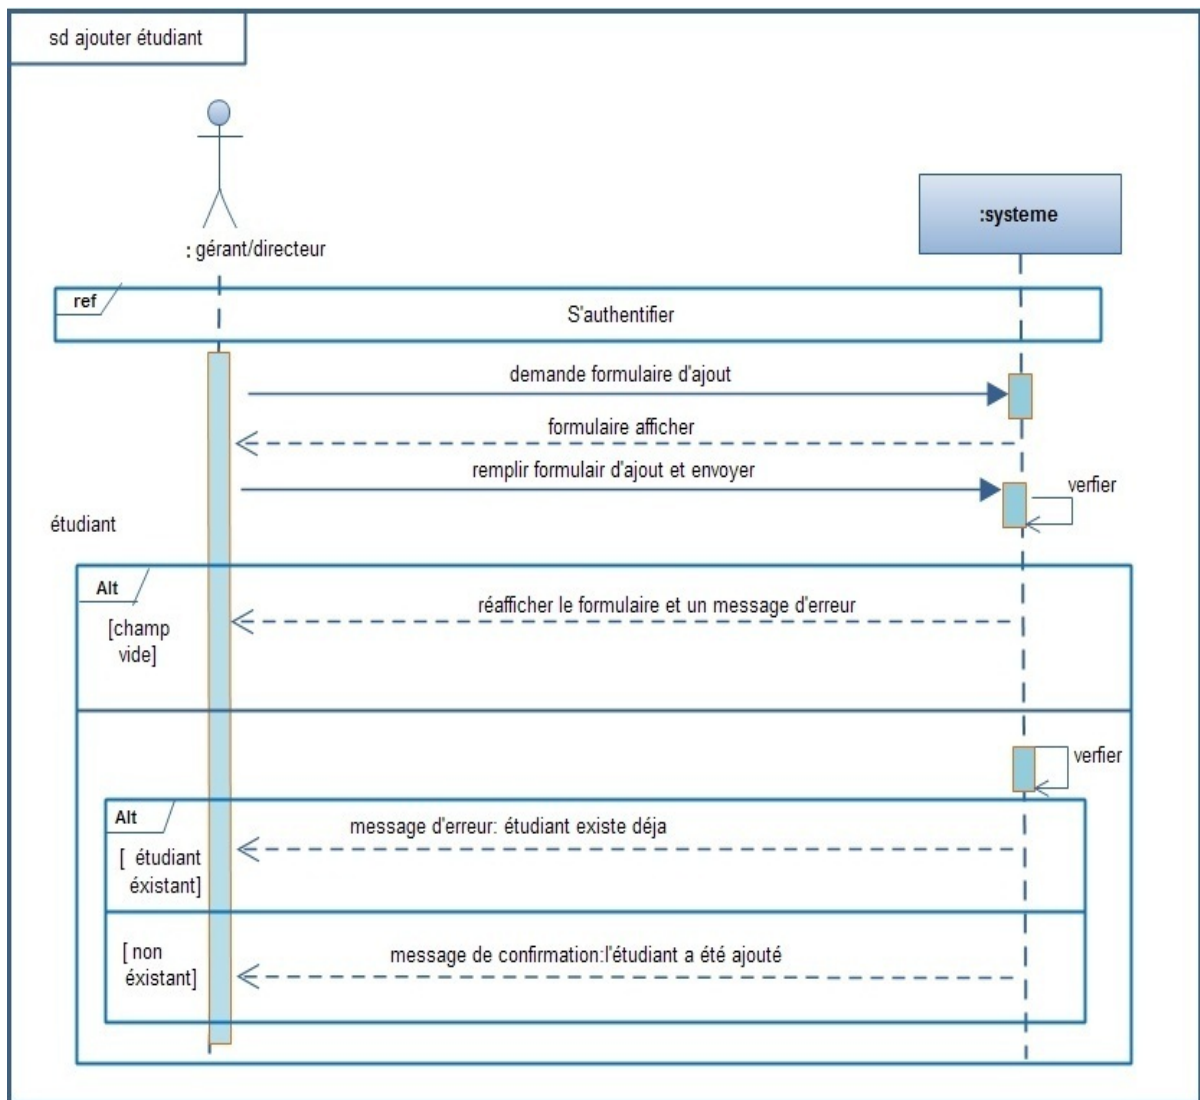 sd ajouter étudiant
:systeme
: gérant/directeur
ref
S'authentifier
demande formulaire d'ajout
formulaire afficher
remplir formulair d'ajout et envoyer
verfier
étudiant
Alt
réafficher le formulaire et un message d'erreur
[champ
vide]
verfier
Alt
message d'erreur: étudiant existe déja
[ étudiant
éxistant]
[ non
éxistant]
message de confirmation:l'étudiant a été ajouté